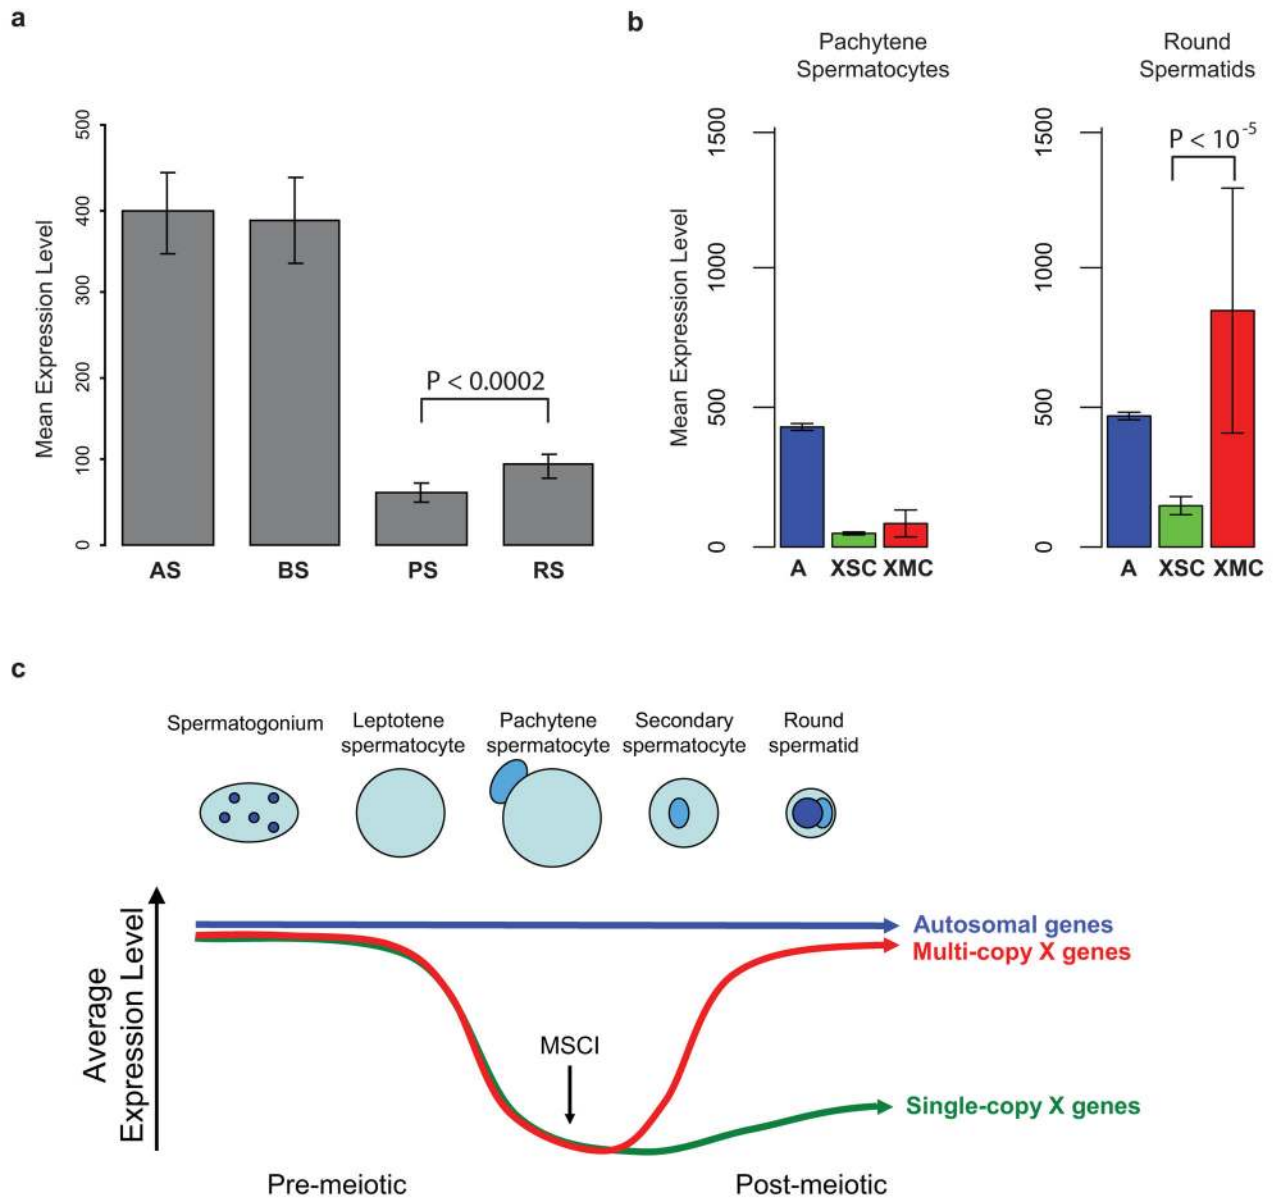 a
Mean Expression Level
500
400
300
200
100
0
P < 0.0002
AS BS PS RS
b
Pachytene
Spermatocytes
Mean Expression Level
1500
1000
500
0
A XSC XMC
Round
Spermatids
1500
1000
500
0
P < 10-5
A XSC XMC
c
Spermatogonium
Leptotene
spermatocyte
Pachytene
spermatocyte
Secondary
spermatocyte
Round
spermatid
Average
Expression Level
MSCI
Autosomal genes
Multi-copy X genes
Single-copy X genes
Pre-meiotic
Post-meiotic